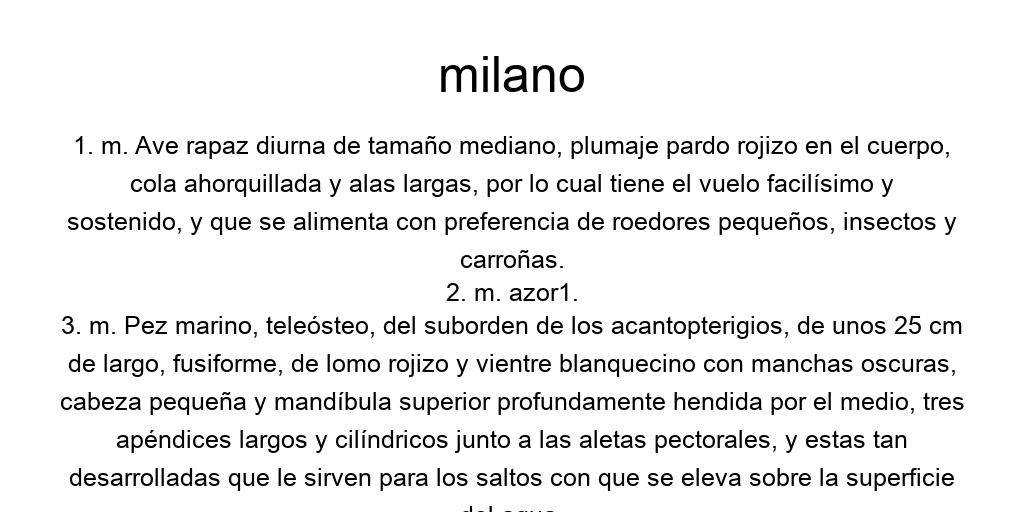 milano
1. m. Ave rapaz diurna de tamaño mediano, plumaje pardo rojizo en el cuerpo,
cola ahorquillada y alas largas, por lo cual tiene el vuelo facilísimo y
sostenido, y que se alimenta con preferencia de roedores pequeños, insectos y
carroñas.
2. m. azor1.
3. m. Pez marino, teleósteo, del suborden de los acantopterigios, de unos 25 cm
de largo, fusiforme, de lomo rojizo y vientre blanquecino con manchas oscuras,
cabeza pequeña y mandíbula superior profundamente hendida por el medio, tres
apéndices largos y cilíndricos junto a las aletas pectorales, y estas tan
desarrolladas que le sirven para los saltos con que se eleva sobre la superficie